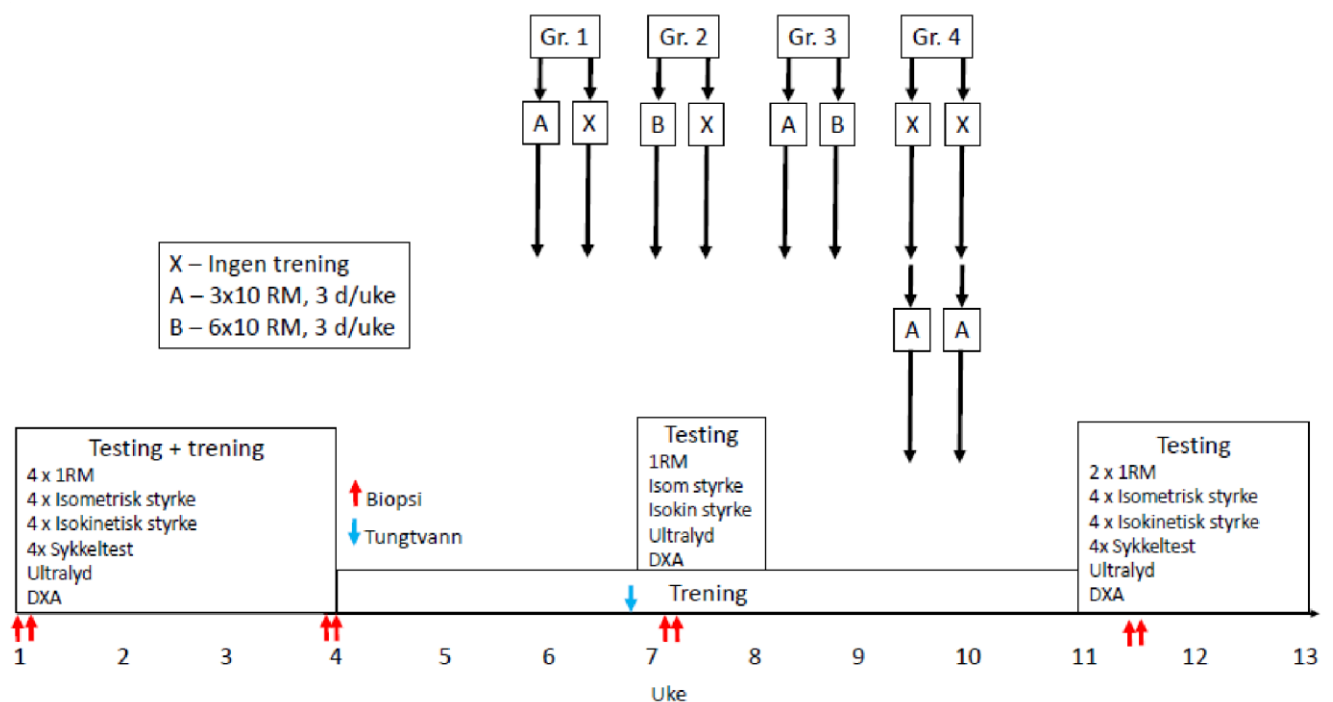 Gr. 1 Gr. 2 Gr. 3 Gr. 4
A X B X A B X X
X – Ingen trening
A – 3x10 RM, 3 d/uke
B – 6x10 RM, 3 d/uke
A A
Testing + trening
4 x 1RM
4 x Isometrisk styrke
4 x Isokinetisk styrke
4x Sykkeltest
Ultralyd
DXA
Biopsi
Tungtvann
Testing
1RM
Isom styrke
Isokin styrke
Ultralyd
DXA
Trening
Testing
2 x 1RM
4 x Isometrisk styrke
4 x Isokinetisk styrke
4x Sykkeltest
Ultralyd
DXA
1 2 3 4 5 6 7 8 9 10 11 12 13
Uke